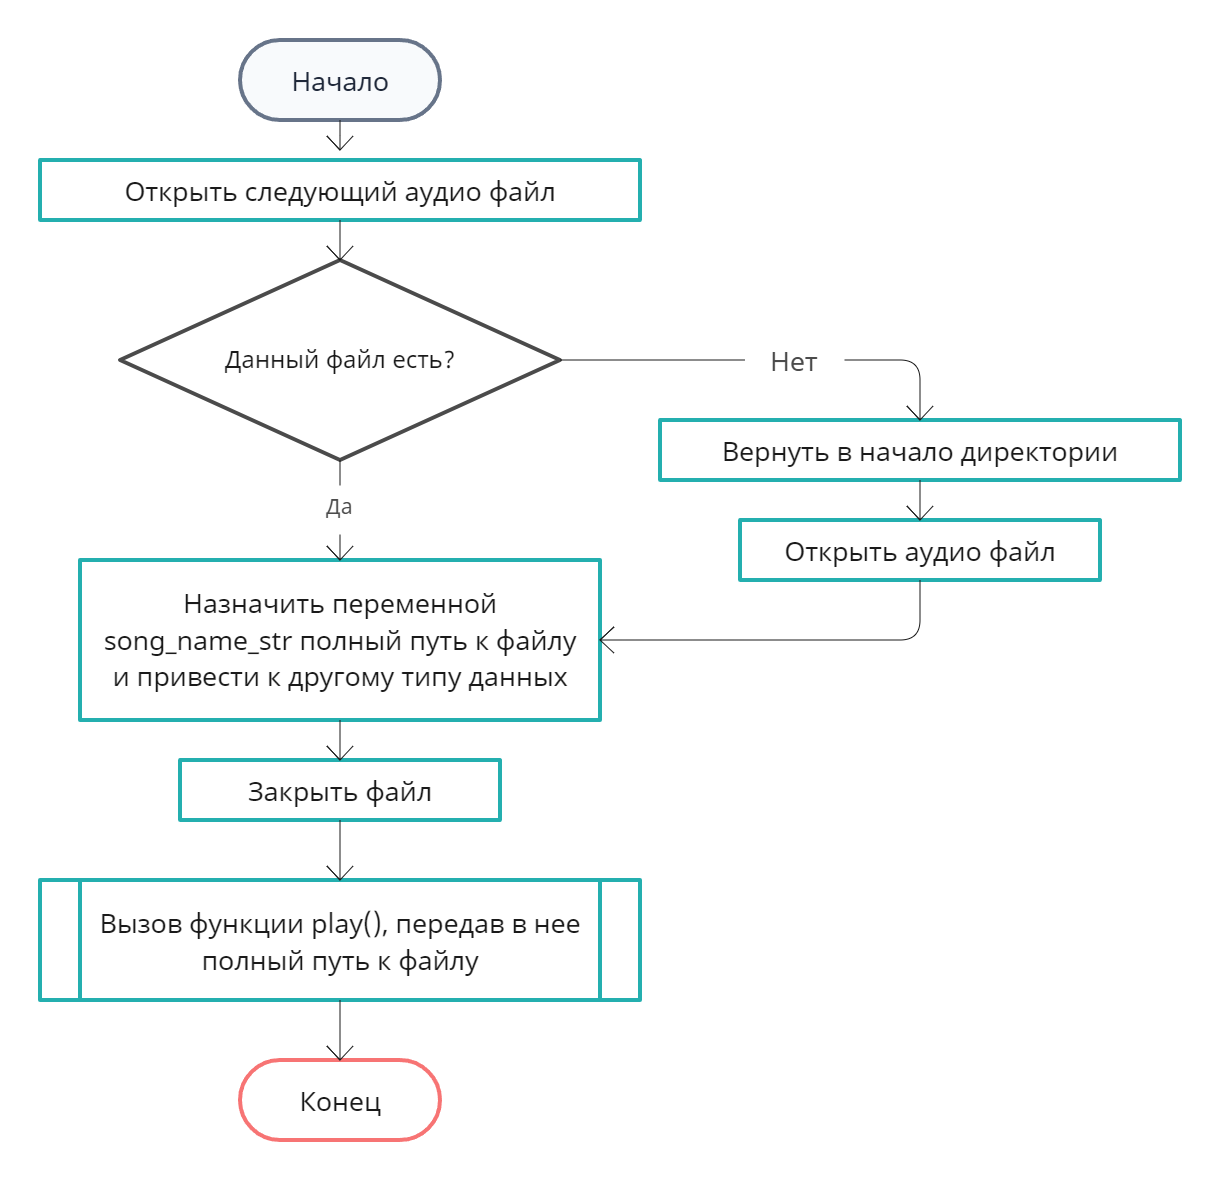 Начало
Открыть следующий аудио файл
Данный файл есть?
Нет
Вернуть в начало директории
Да
Открыть аудио файл
Назначить переменной
song_name_str полный путь к файлу
и привести к другому типу данных
Закрыть файл
Вызов функции play(), передав в нее
полный путь к файлу
Конец